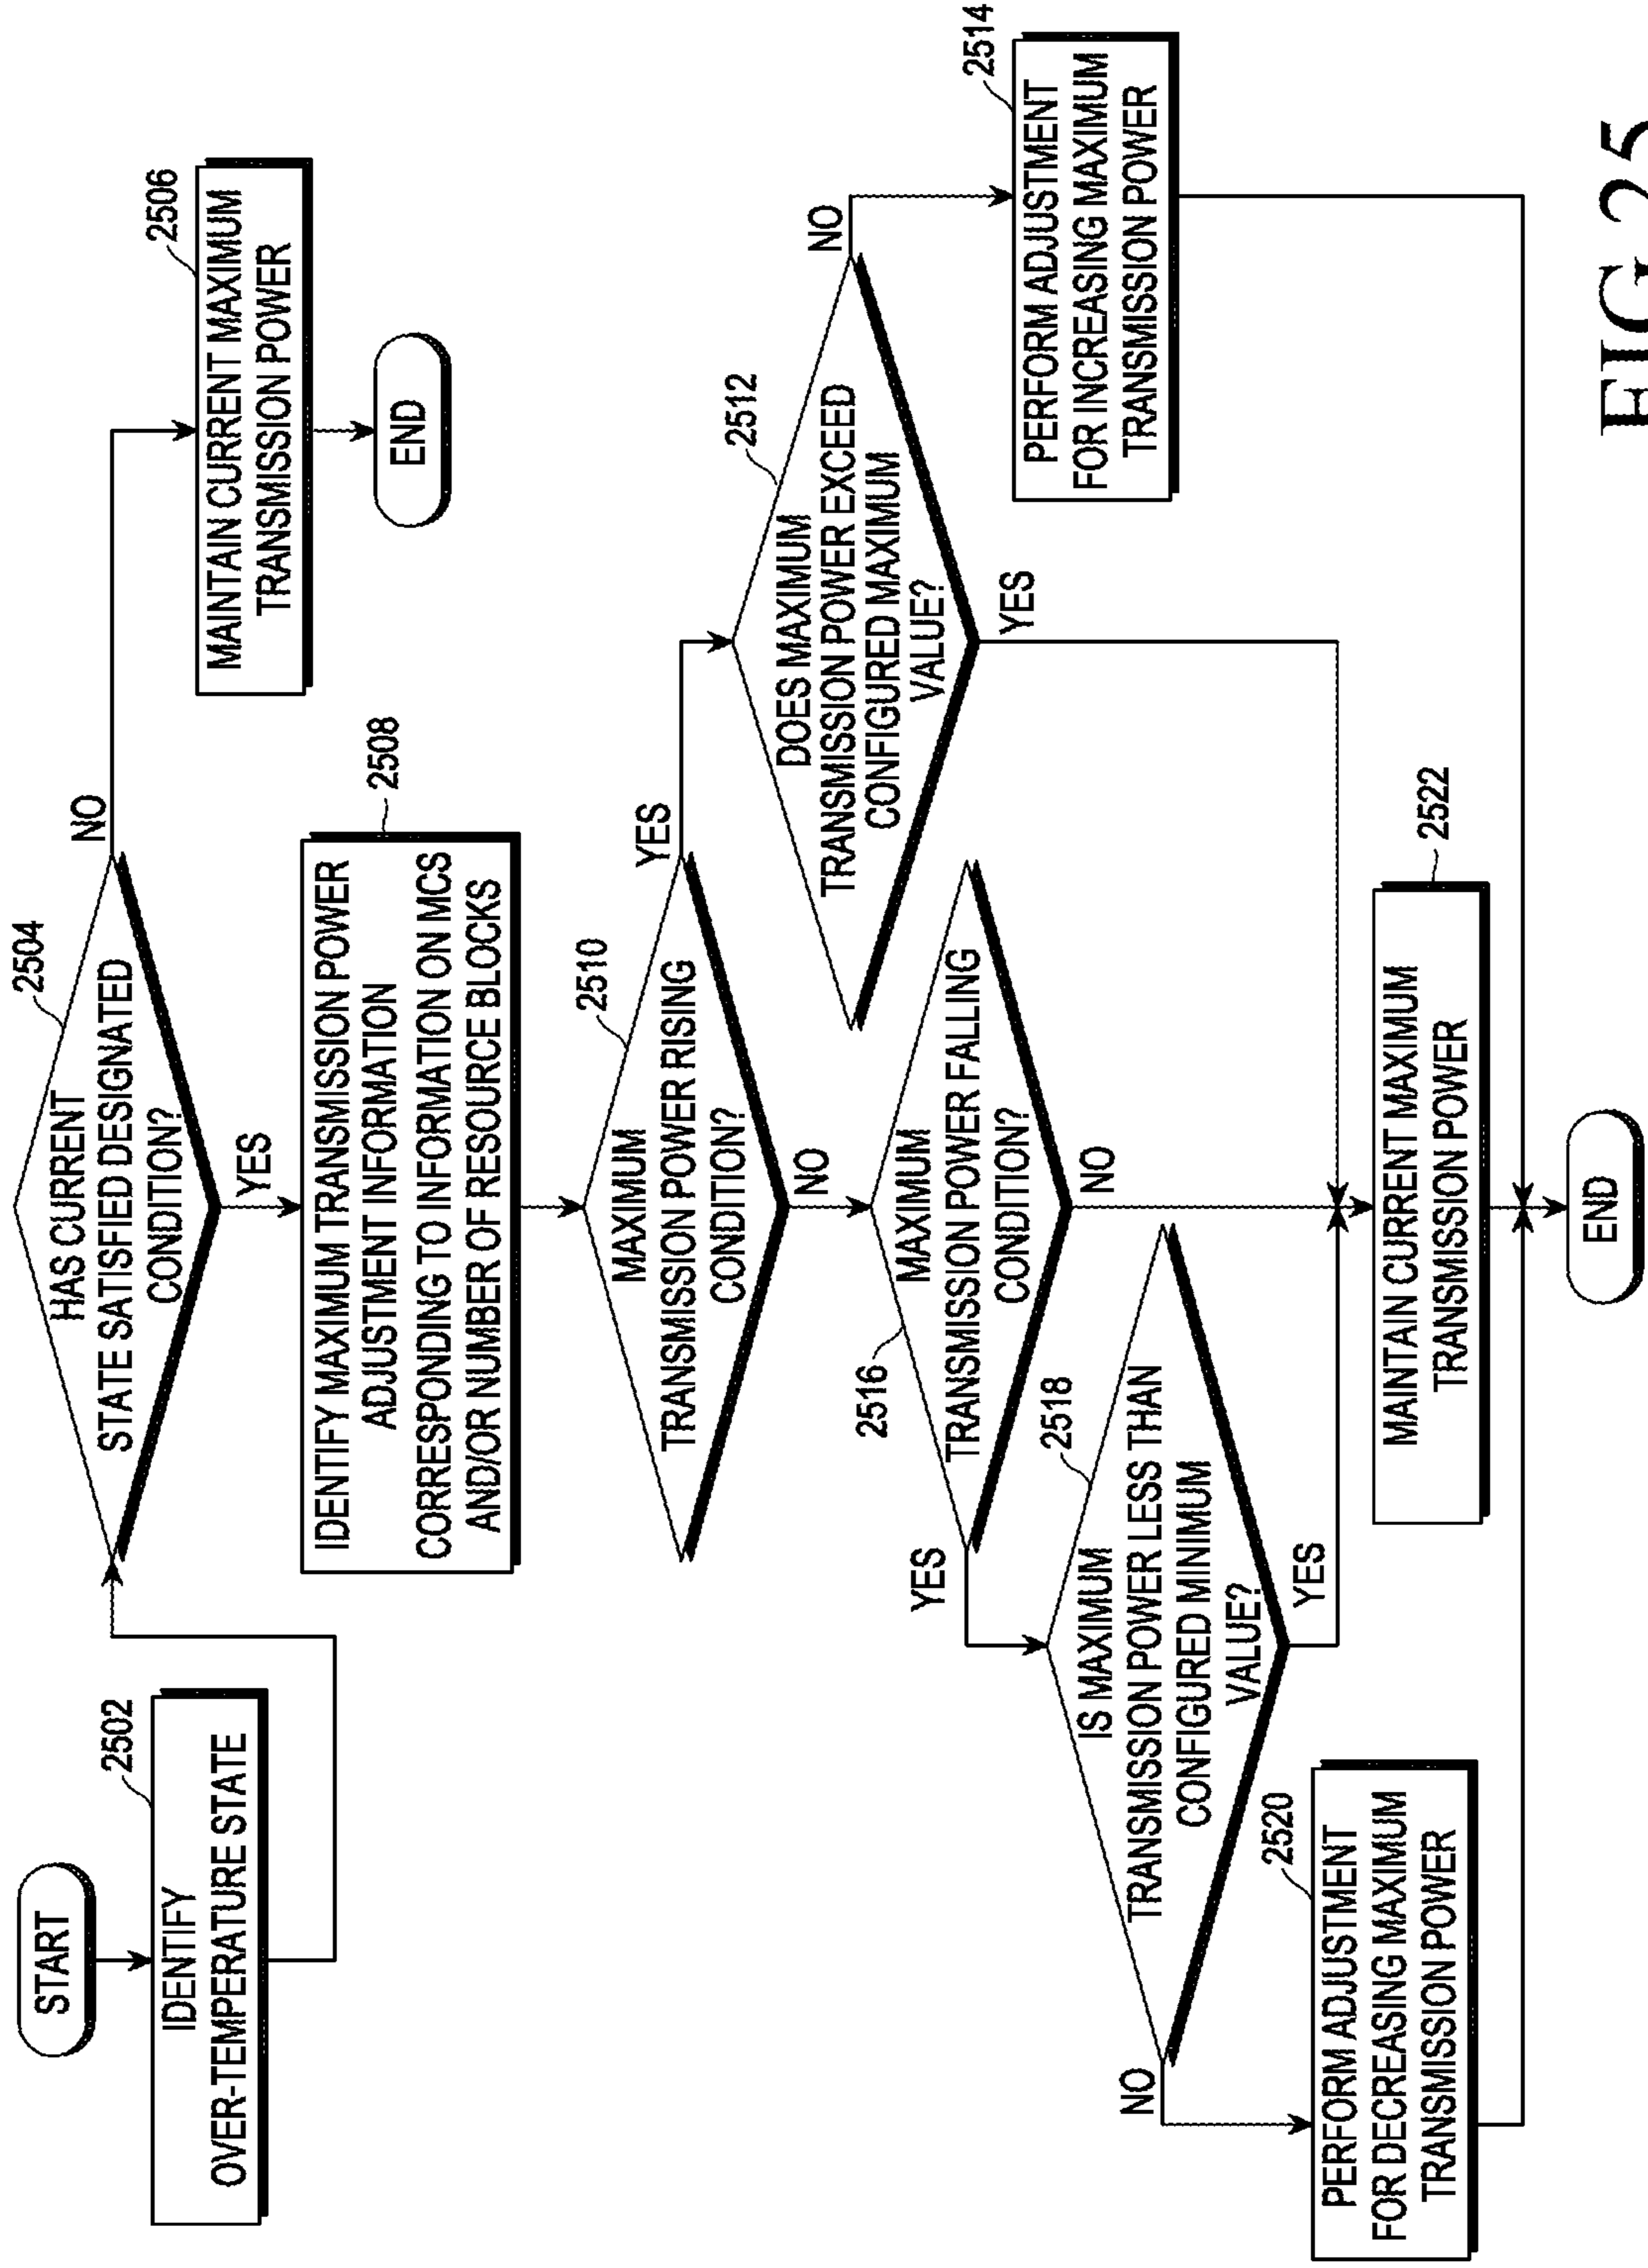 START
2502
IDENTIFY
OVER-TEMPERATURE STATE
2504
HAS CURRENT
STATE SATISFIED DESIGNATED
CONDITION?
NO
YES
2506
MAINTAIN CURRENT MAXIMUM
TRANSMISSION POWER
END
2508
IDENTIFY MAXIMUM TRANSMISSION POWER
ADJUSTMENT INFORMATION
CORRESPONDING TO INFORMATION ON MCS
AND/OR NUMBER OF RESOURCE BLOCKS
2510
MAXIMUM
TRANSMISSION POWER RISING
CONDITION?
YES
NO
2512
DOES MAXIMUM
TRANSMISSION POWER EXCEED
CONFIGURED MAXIMUM
VALUE?
NO
YES
2514
PERFORM ADJUSTMENT
FOR INCREASING MAXIMUM
TRANSMISSION POWER
2516
MAXIMUM
TRANSMISSION POWER FALLING
CONDITION?
YES
NO
2518
IS MAXIMUM
TRANSMISSION POWER LESS THAN
CONFIGURED MINIMUM
VALUE?
NO
YES
2520
PERFORM ADJUSTMENT
FOR DECREASING MAXIMUM
TRANSMISSION POWER
2522
MAINTAIN CURRENT MAXIMUM
TRANSMISSION POWER
END
FIG.25